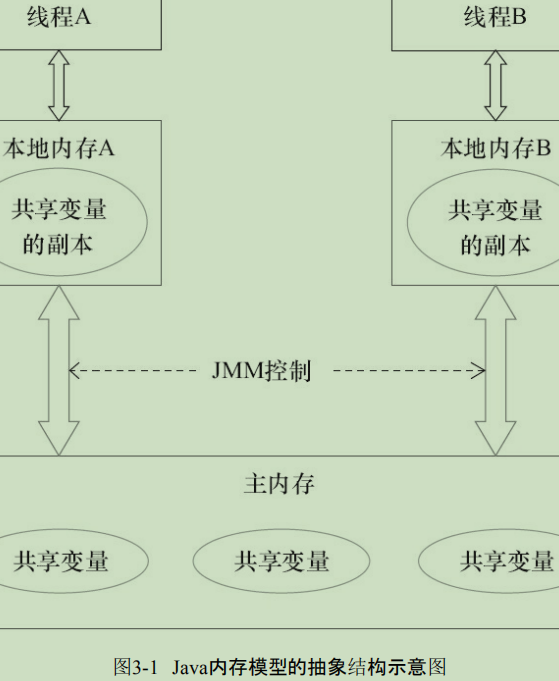 线程A
线程B
本地内存A
本地内存B
共享变量
的副本
共享变量
的副本
JMM控制
主内存
共享变量
共享变量
共享变量
图3-1 Java内存模型的抽象结构示意图